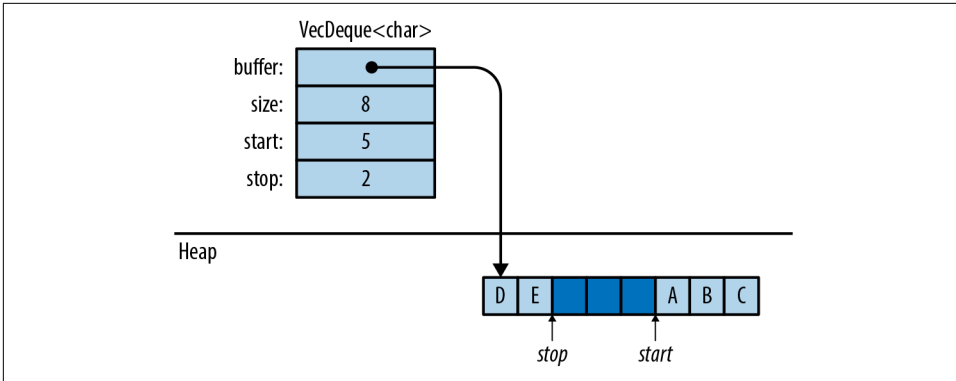 VecDeque<char>
buffer:
size: 8
start: 5
stop: 2
Heap
D E A B C
stop start